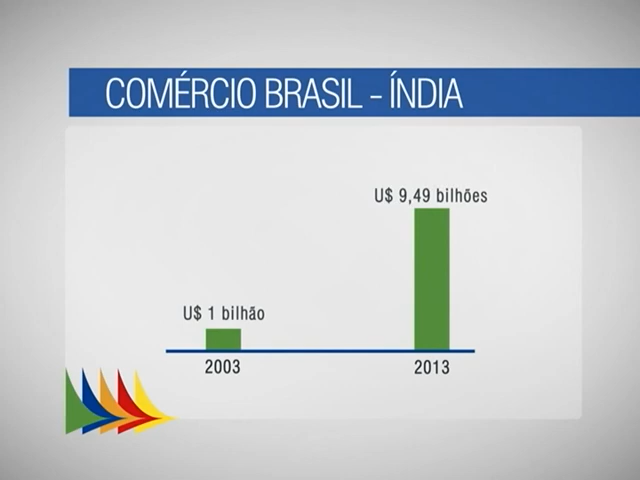 COMÉRCIO BRASIL - ÍNDIA
U$ 9,49 bilhões
U$ 1 bilhão
2003
2013